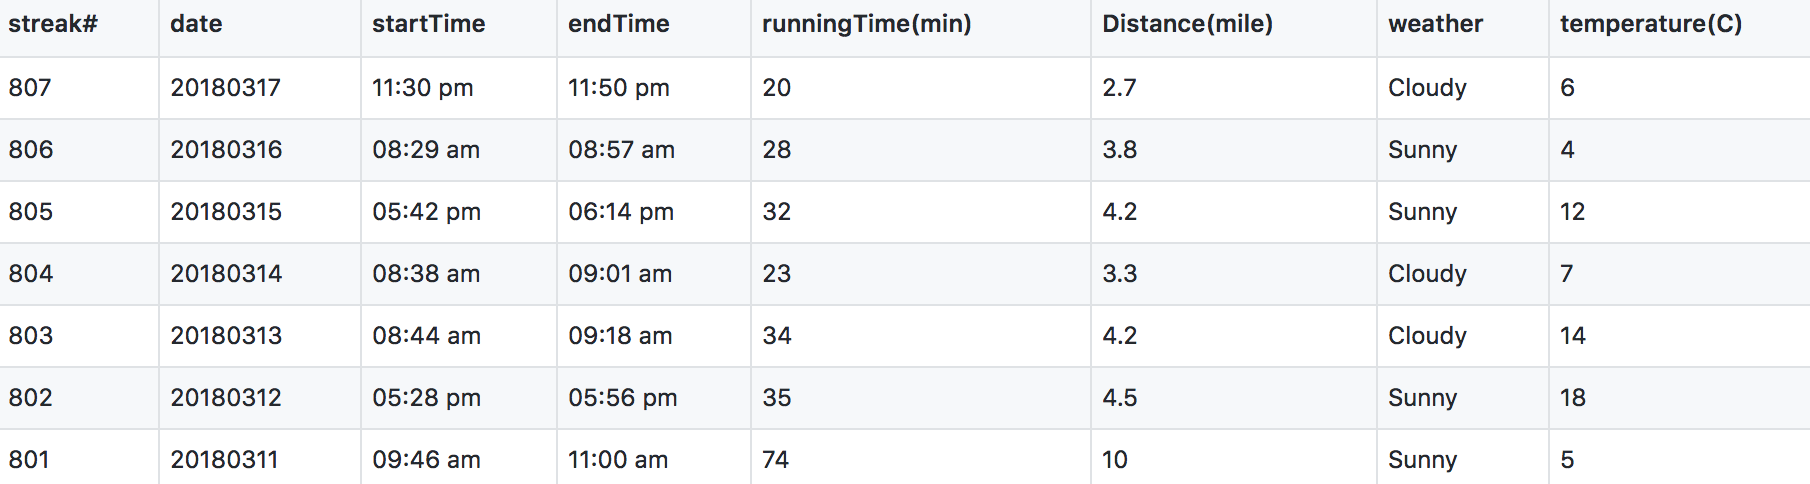 streak# date startTime endTime runningTime(min) Distance(mile) weather temperature(C)
807 20180317 11:30 pm 11:50 pm 20 2.7 Cloudy 6
806 20180316 08:29 am 08:57 am 28 3.8 Sunny 4
805 20180315 05:42 pm 06:14 pm 32 4.2 Sunny 12
804 20180314 08:38 am 09:01 am 23 3.3 Cloudy 7
803 20180313 08:44 am 09:18 am 34 4.2 Cloudy 14
802 20180312 05:28 pm 05:56 pm 35 4.5 Sunny 18
801 20180311 09:46 am 11:00 am 74 10 Sunny 5